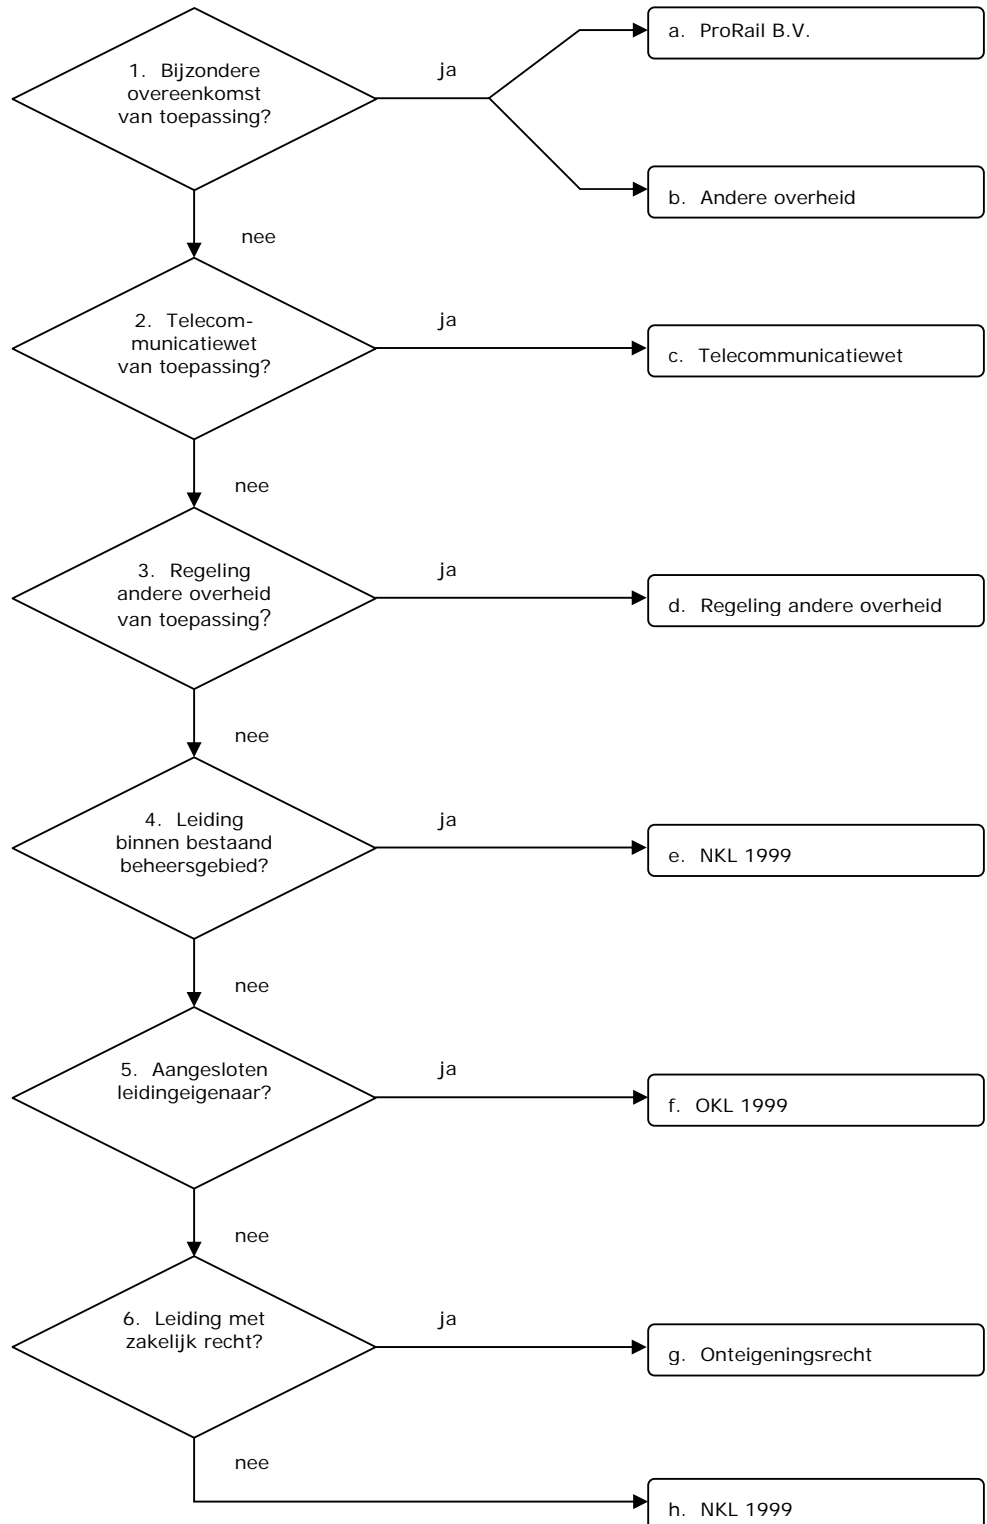 1. Bijzondere
overeenkomst
van toepassing?
ja
a. ProRail B.V.
b. Andere overheid
nee
2. Telecom-
municatiewet
van toepassing?
ja
c. Telecommunicatiewet
nee
3. Regeling
andere overheid
van toepassing?
ja
d. Regeling andere overheid
nee
4. Leiding
binnen bestaand
beheersgebied?
ja
e. NKL 1999
nee
5. Aangesloten
leidingeigenaar?
ja
f. OKL 1999
nee
6. Leiding met
zakelijk recht?
ja
g. Onteigeningsrecht
nee
h. NKL 1999